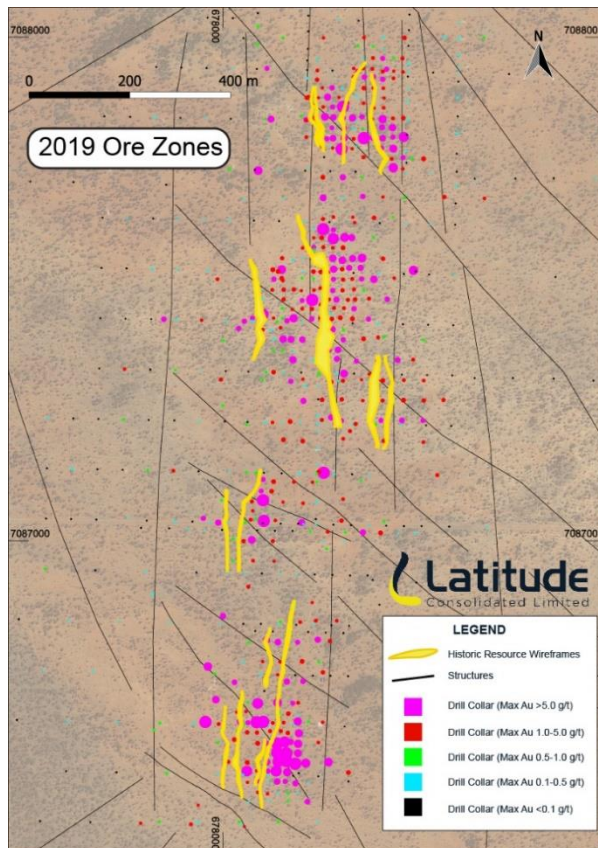 7088000
678000
7088000
N
0 200 400 m
2019 Ore Zones
7087000
7087000
Latitude
Consolidated Limited
LEGEND
Historic Resource Wireframes
Structures
Drill Collar (Max Au >5.0 g/t)
Drill Collar (Max Au 1.0-5.0 g/t)
Drill Collar (Max Au 0.5-1.0 g/t)
Drill Collar (Max Au 0.1-0.5 g/t)
Drill Collar (Max Au <0.1 g/t)
678000